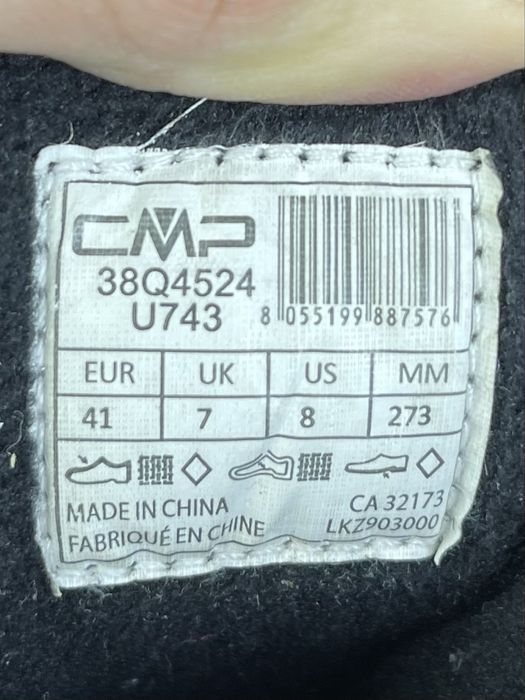 CMP
38Q4524
U743
8 055199 887576
EUR UK US MM
41 7 8 273
MADE IN CHINA CA 32173
FABRIQUÉ EN CHINE LKZ903000